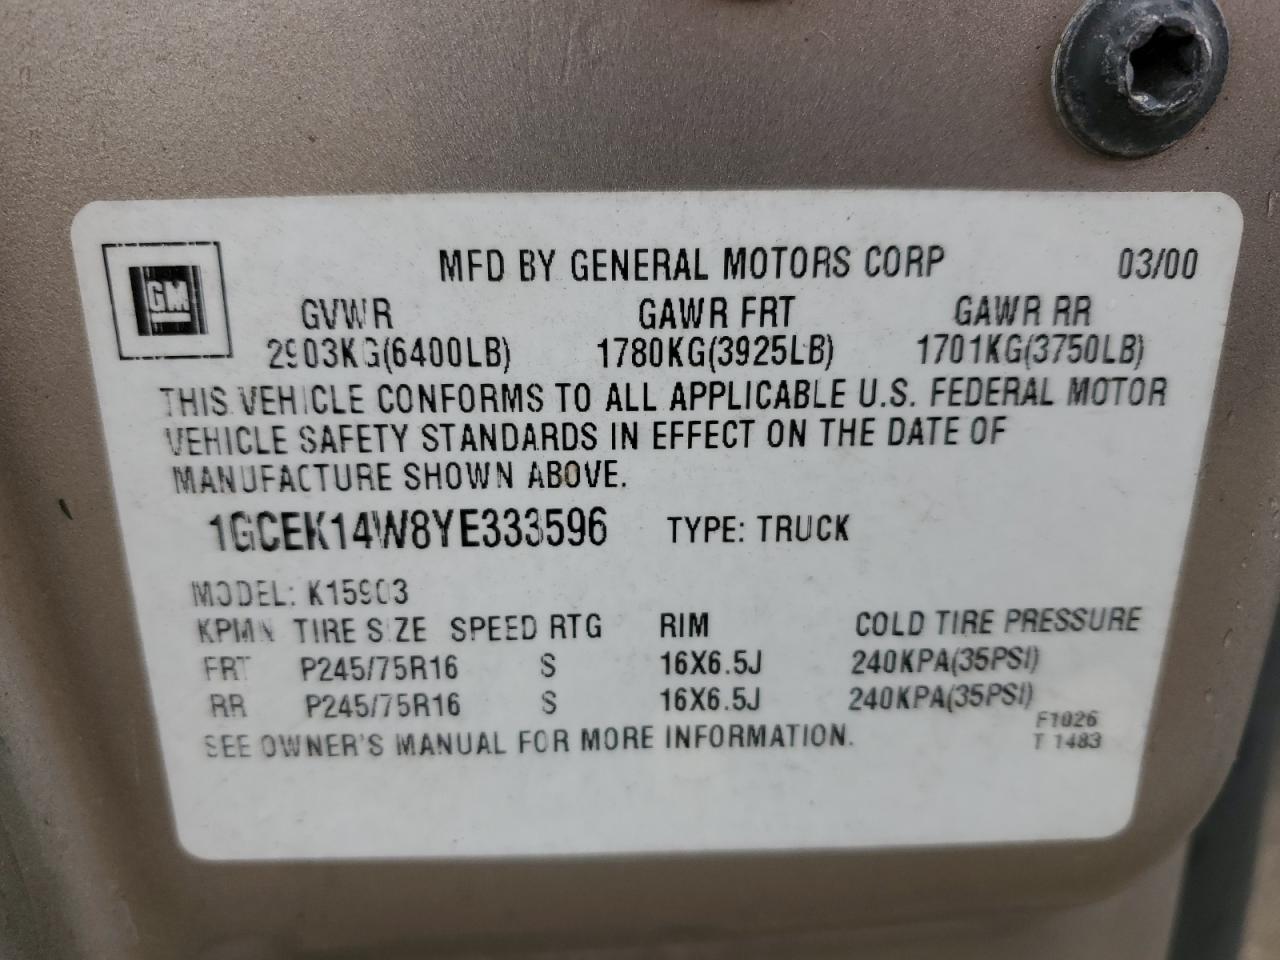 MFD BY GENERAL MOTORS CORP 03/00
GM
GVWR GAWR FRT GAWR RR
2903KG(6400LB) 1780KG(3925LB) 1701KG(3750LB)
THIS VEHICLE CONFORMS TO ALL APPLICABLE U.S. FEDERAL MOTOR
VEHICLE SAFETY STANDARDS IN EFFECT ON THE DATE OF
MANUFACTURE SHOWN ABOVE.
1GCEK14W8YE333596 TYPE: TRUCK
MODEL: K15903
KPMN TIRE SIZE SPEED RTG RIM COLD TIRE PRESSURE
FRT P245/75R16 S 16X6.5J 240KPA(35PSI)
RR P245/75R16 S 16X6.5J 240KPA(35PSI)
SEE OWNER'S MANUAL FOR MORE INFORMATION.
F1026
T 1483